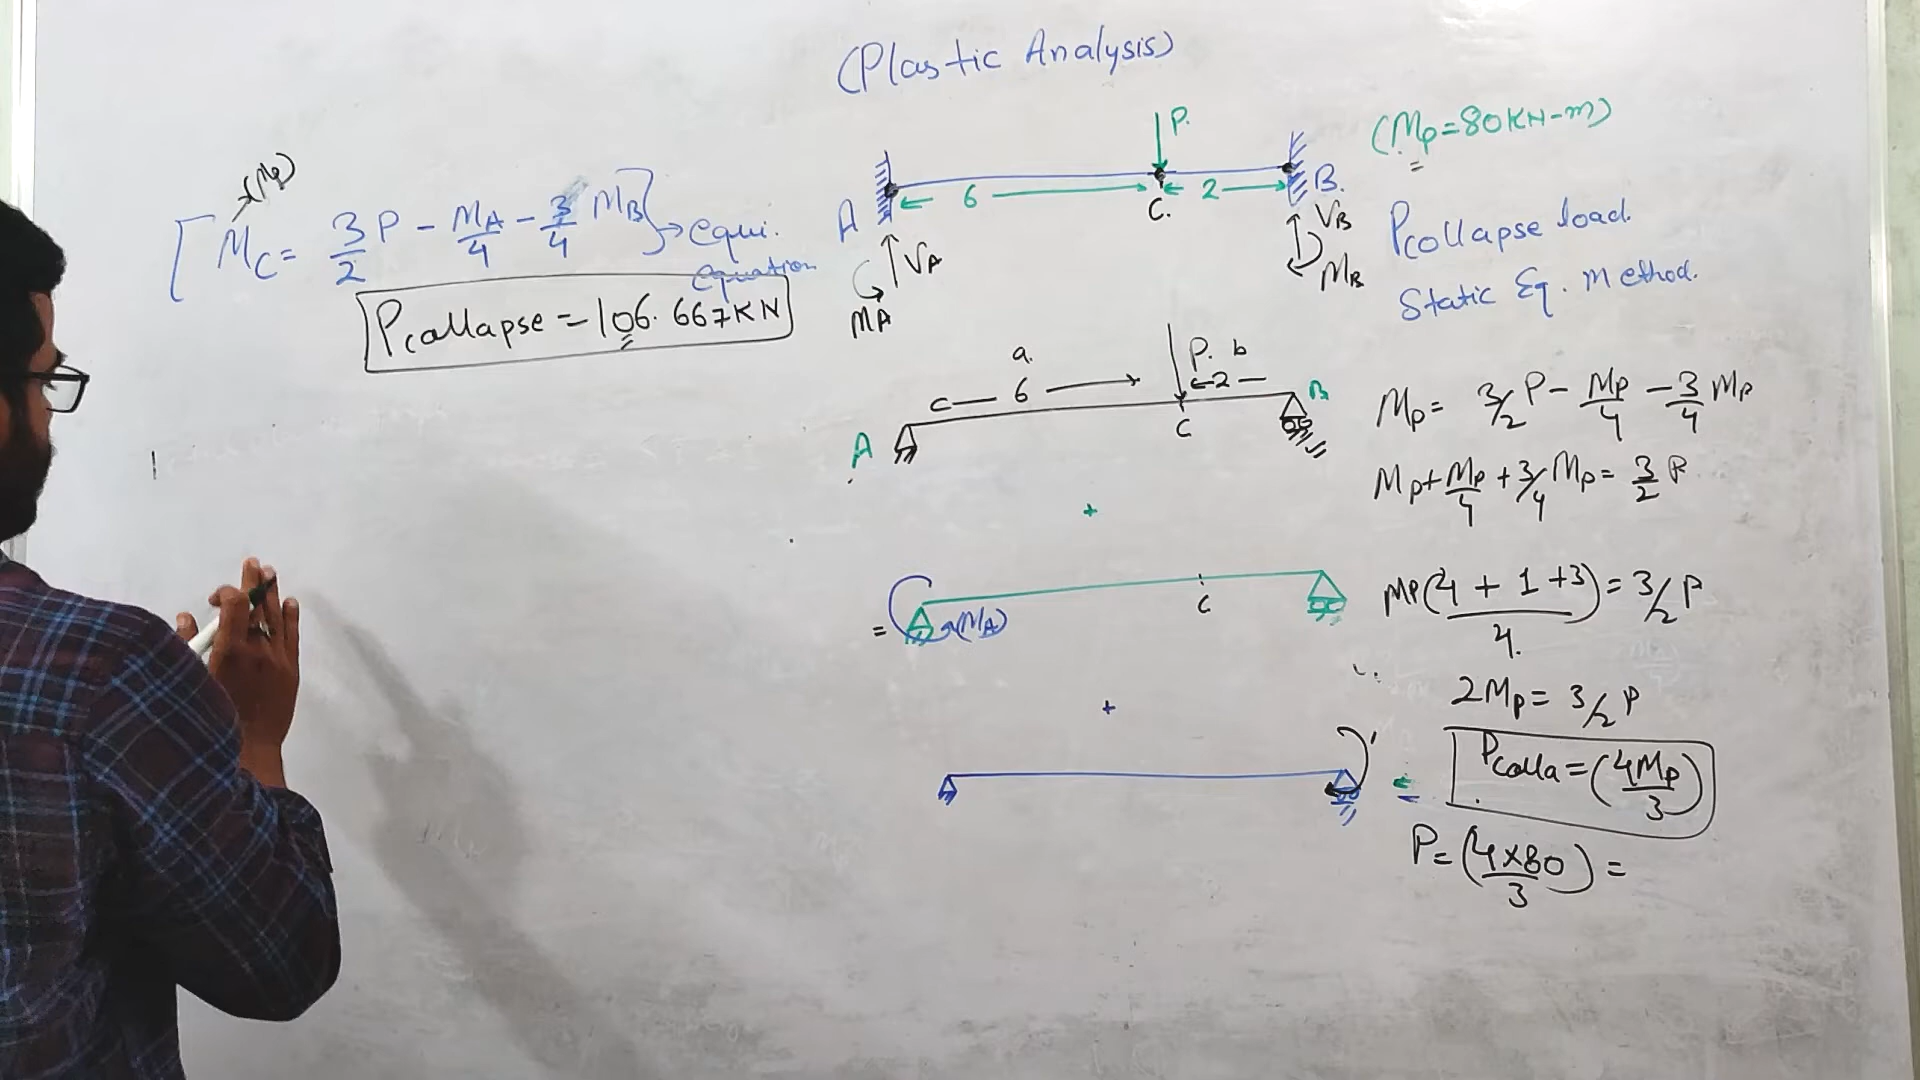 (Plastic Analysis)
(Mp)
[Mc = 3/2 P - MA/4 - 3/4 MB] → equi.
equation
Pcollapse = 106.667KN
P.
(Mp=80KN-m)
6
2
A
C.
B.
VA
MA
VB
MB
Pcollapse load.
Static Eq. Method.
a.
6
P. b
2
A
C
B
+
= (MA)
C
+
Mp = 3/2 P - Mp/4 - 3/4 Mp
Mp + Mp/4 + 3/4 Mp = 3/2 P
Mp(4 + 1 + 3)/4. = 3/2 P
2Mp = 3/2 P
Pcolla = (4Mp/3)
P = (4x80/3) =